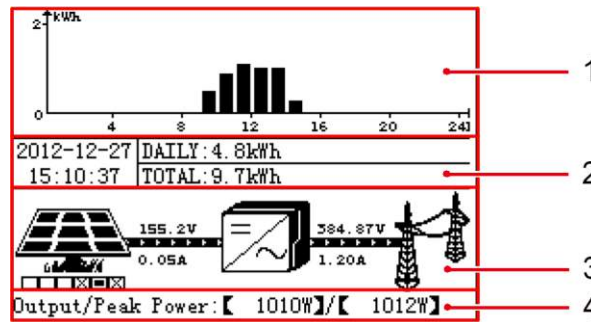 2 kWh
1
0
4 8 12 16 20 24h
2012-12-27 DAILY:4.8kWh
15:10:37 TOTAL:9.7kWh
2
155.2V 384.87V
0.05A 1.20A
3
Output/Peak Power:【 1010W】/【 1012W】
4